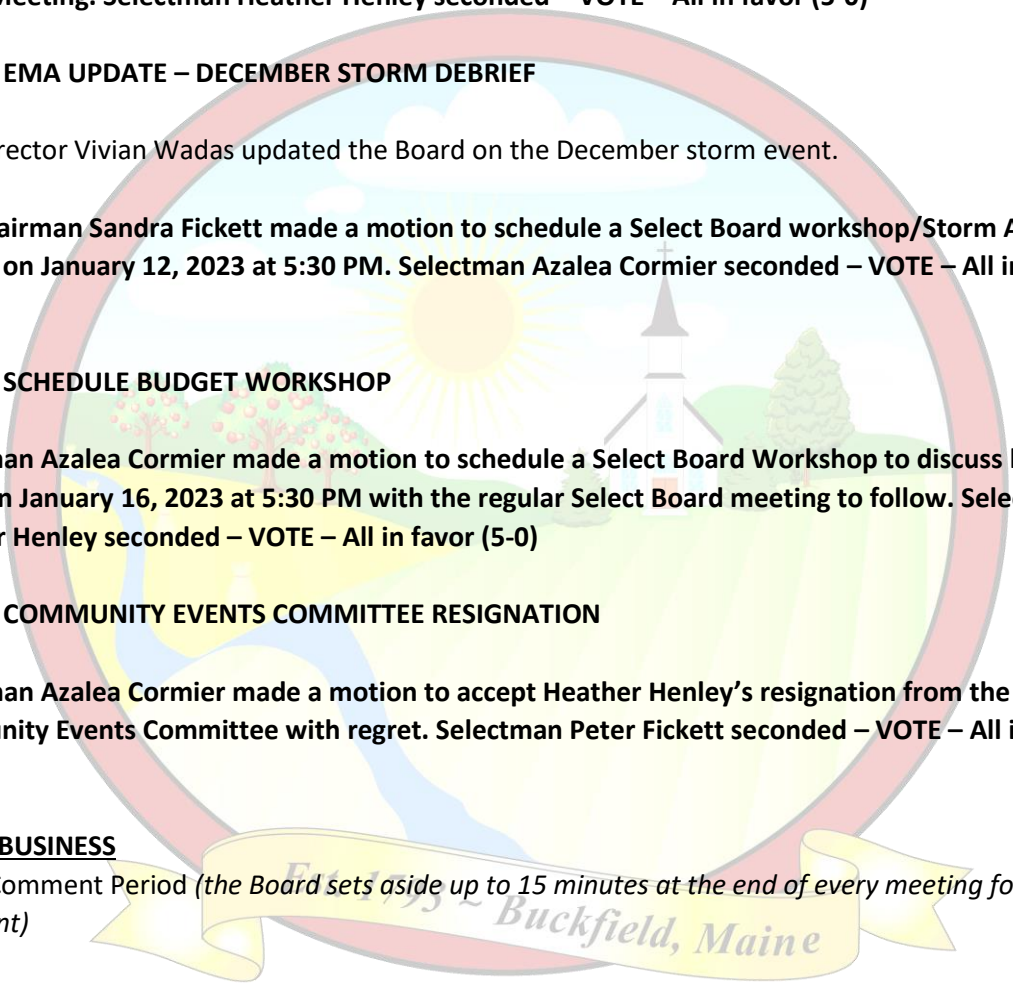 Meeting. Selectman Heather Henley seconded – VOTE – All in favor (5-0)
EMA UPDATE – DECEMBER STORM DEBRIEF
rector Vivian Wadas updated the Board on the December storm event.
airman Sandra Fickett made a motion to schedule a Select Board workshop/Storm A
on January 12, 2023 at 5:30 PM. Selectman Azalea Cormier seconded – VOTE – All in
SCHEDULE BUDGET WORKSHOP
nan Azalea Cormier made a motion to schedule a Select Board Workshop to discuss
n January 16, 2023 at 5:30 PM with the regular Select Board meeting to follow. Sele
r Henley seconded – VOTE – All in favor (5-0)
COMMUNITY EVENTS COMMITTEE RESIGNATION
nan Azalea Cormier made a motion to accept Heather Henley’s resignation from the
unity Events Committee with regret. Selectman Peter Fickett seconded – VOTE – All i
BUSINESS
Comment Period (the Board sets aside up to 15 minutes at the end of every meeting fo
nt)
Est. 1793 ~ Buckfield, Maine